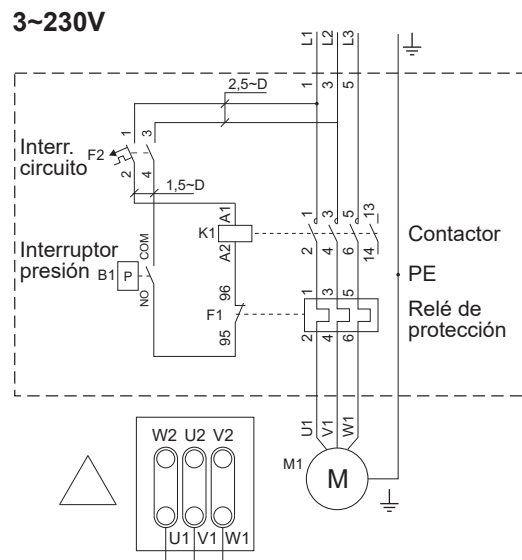 3~230V
L1 L2 L3
1 3 5
2,5~D
1 3
Interr. circuito
F2
2 4
1,5~D
A1
K1
A2
1 3 5 13
2 4 6 14
Contactor
Interruptor presión
B1 P
COM
NO
PE
96
F1
95
1 3 5
2 4 6
Relé de protección
U1 V1 W1
M1
M
W2 U2 V2
U1 V1 W1